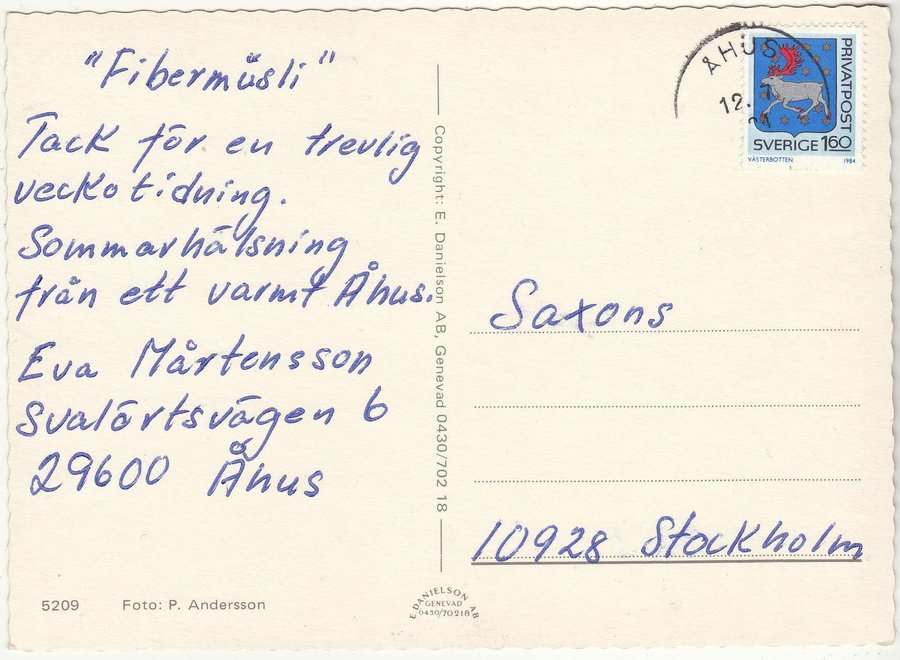 "Fibermüsli"
Tack för en trevlig
veckotidning.
Sommarhälsning
från ett varmt Åhus.
Eva Mårtensson
Svalörtsvägen 6
29600 Åhus
5209 Foto: P. Andersson
Copyright: E. Danielson AB, Genevad 0430/702 18
E. DANIELSON AB
GENEVAD
0430/70218
ÅHUS
12.
PRIVATPOST
SVERIGE 1.60
VÄSTERBOTTEN 1984
Saxons
10928 Stockholm